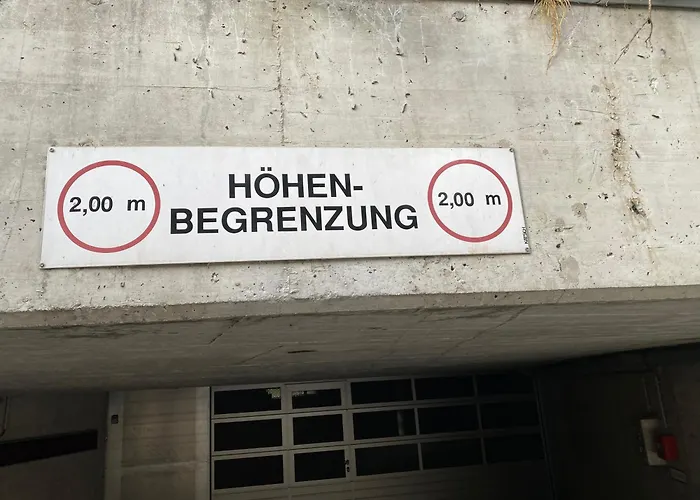 2,00 m
HÖHEN-
BEGRENZUNG
2,00 m